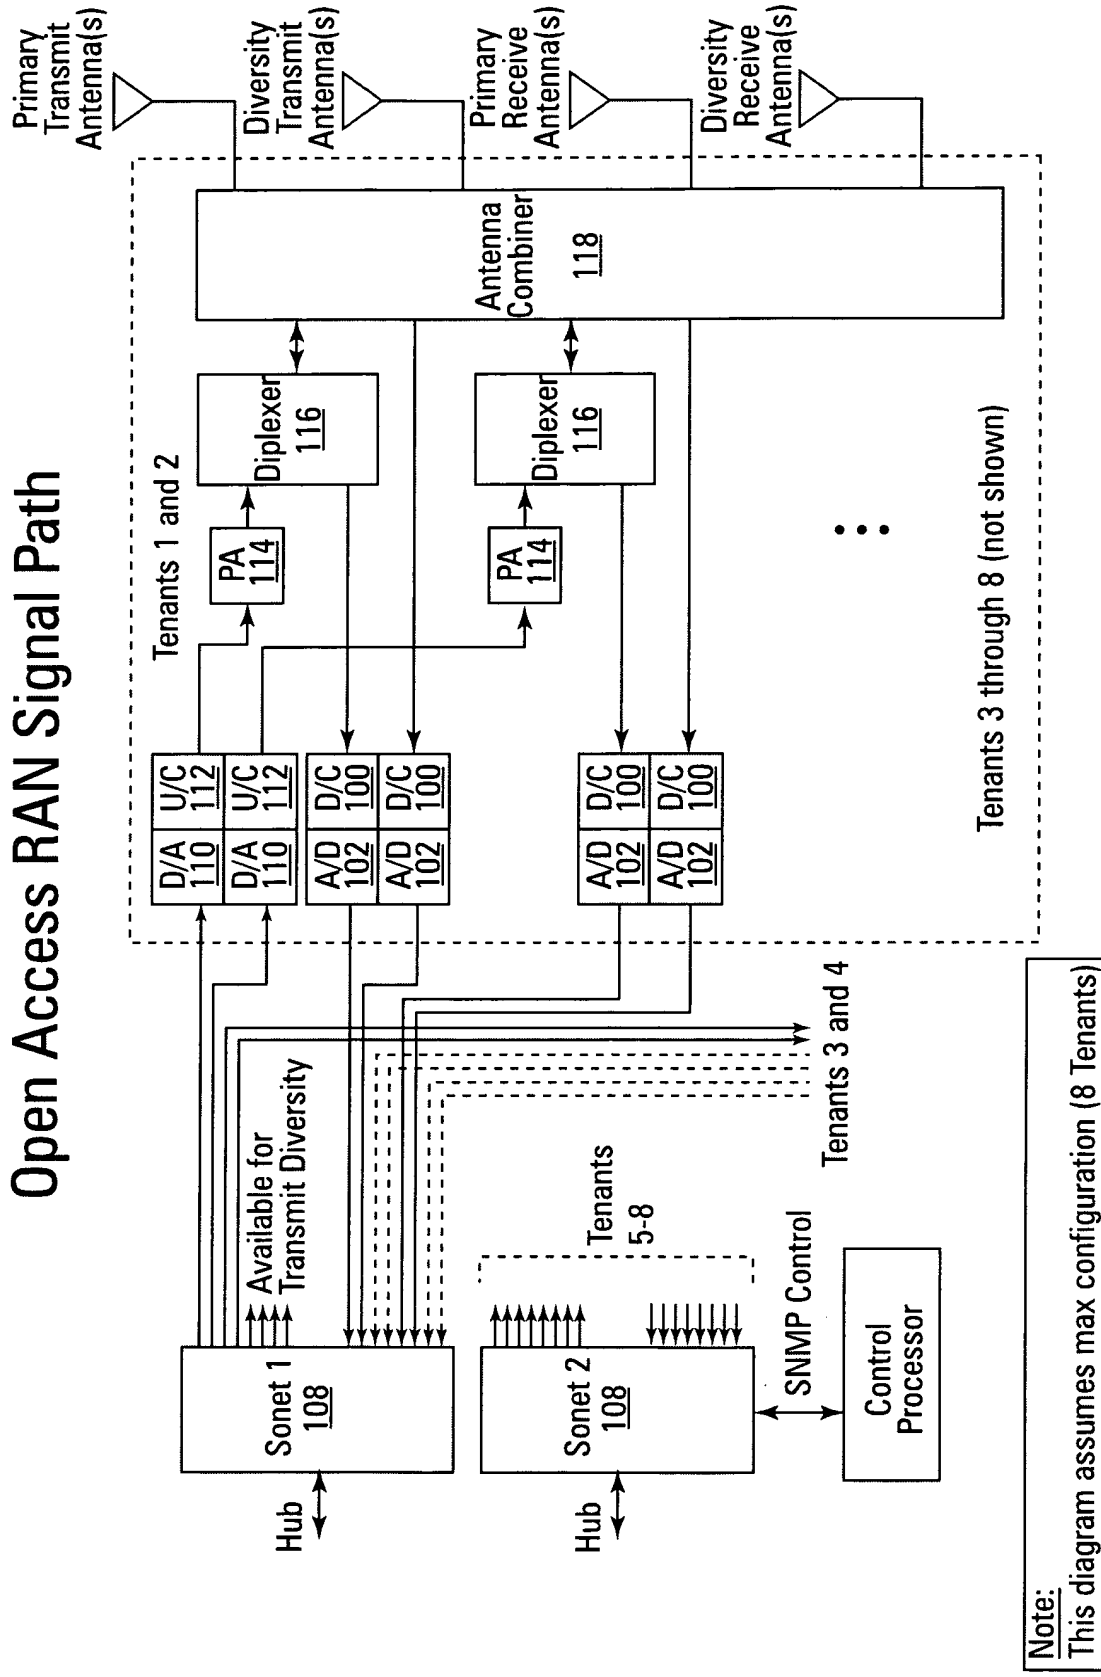 Open Access RAN Signal Path
Primary
Transmit
Antenna(s)
Diversity
Transmit
Antenna(s)
Primary
Receive
Antenna(s)
Diversity
Receive
Antenna(s)
Antenna
Combiner
118
Tenants 1 and 2
Diplexer
116
Diplexer
116
PA
114
PA
114
D/A
110
U/C
112
D/A
110
U/C
112
A/D
102
D/C
100
A/D
102
D/C
100
A/D
102
D/C
100
A/D
102
D/C
100
Tenants 3 through 8 (not shown)
Available for
Transmit Diversity
Tenants 3 and 4
Tenants
5-8
Sonet 1
108
Hub
Sonet 2
108
Hub
SNMP Control
Control
Processor
Note:
This diagram assumes max configuration (8 Tenants)